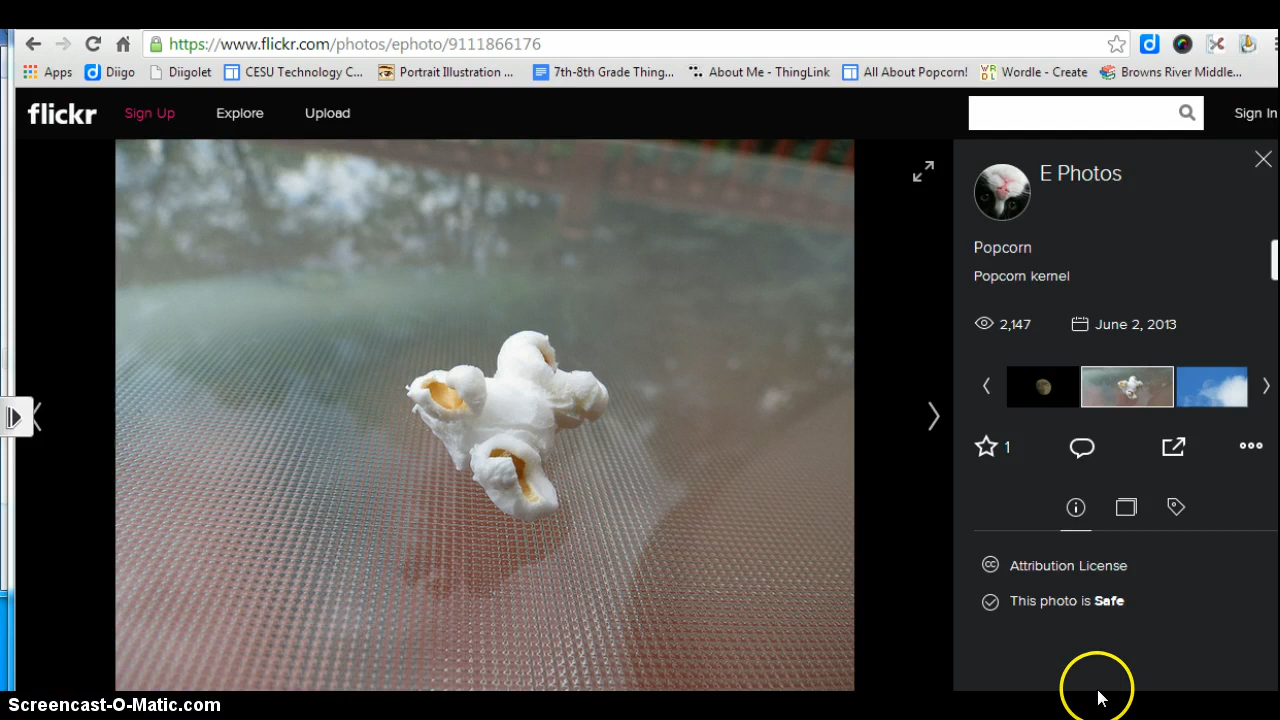 https://www.flickr.com/photos/ephoto/9111866176
Apps Diigo Diigolet CESU Technology C... Portrait Illustration ... 7th-8th Grade Thing... About Me - ThingLink All About Popcorn! WRDL Wordle - Create Browns River Middle...
flickr Sign Up Explore Upload Sign In
E Photos
Popcorn
Popcorn kernel
2,147 June 2, 2013
1
Attribution License
This photo is Safe
Screencast-O-Matic.com